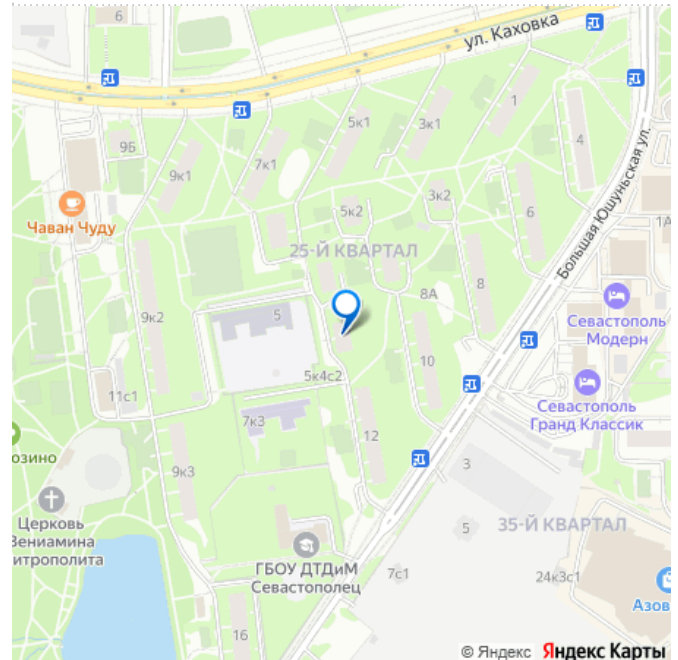 6
ул. Каховка
1
5к1
3к1
4
9Б
7к1
9к1
3к2
Чаван Чуду
5к2
6
Большая Юшуньская ул.
1А
25-Й КВАРТАЛ
8
8А
9к2
5
Севастополь
Модерн
10
5к4с2
11с1
Севастополь
Гранд Классик
7к3
12
озино
9к3
3
Церковь
Вениамина
итрополита
5
35-Й КВАРТАЛ
ГБОУ ДТДиМ
Севастополец
7с1
24к3с1
Азов
16
© Яндекс Яндекс Карты